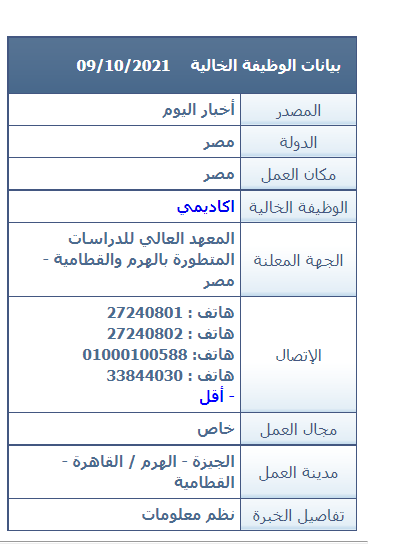 بيانات الوظيفة الخالية 09/10/2021
المصدر أخبار اليوم
الدولة مصر
مكان العمل مصر
الوظيفة الخالية اكاديمي
الجهة المعلنة المعهد العالي للدراسات
المتطورة بالهرم والقطامية -
مصر
الإتصال هاتف : 27240801
هاتف : 27240802
هاتف: 01000100588
هاتف : 33844030
- أقل
مجال العمل خاص
مدينة العمل الجيزة - الهرم / القاهرة -
القطامية
تفاصيل الخبرة نظم معلومات